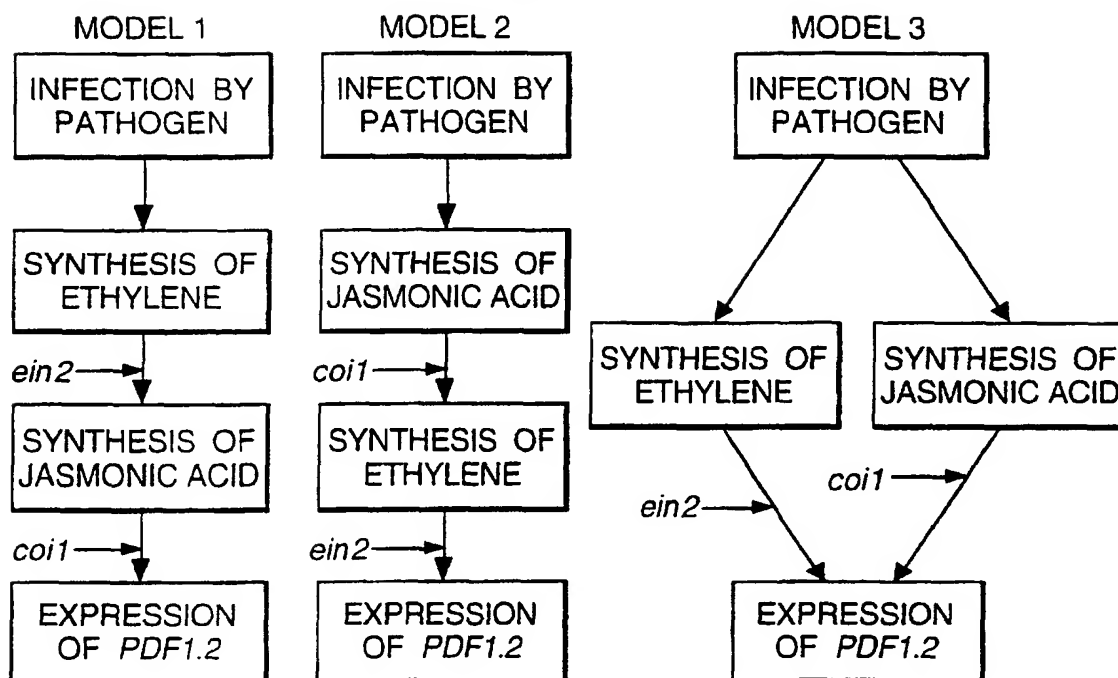 MODEL 1
INFECTION BY
PATHOGEN
SYNTHESIS OF
ETHYLENE
ein2
SYNTHESIS OF
JASMONIC ACID
coi1
EXPRESSION
OF PDF1.2
MODEL 2
INFECTION BY
PATHOGEN
SYNTHESIS OF
JASMONIC ACID
coi1
SYNTHESIS OF
ETHYLENE
ein2
EXPRESSION
OF PDF1.2
MODEL 3
INFECTION BY
PATHOGEN
SYNTHESIS OF
ETHYLENE
SYNTHESIS OF
JASMONIC ACID
ein2
coi1
EXPRESSION
OF PDF1.2